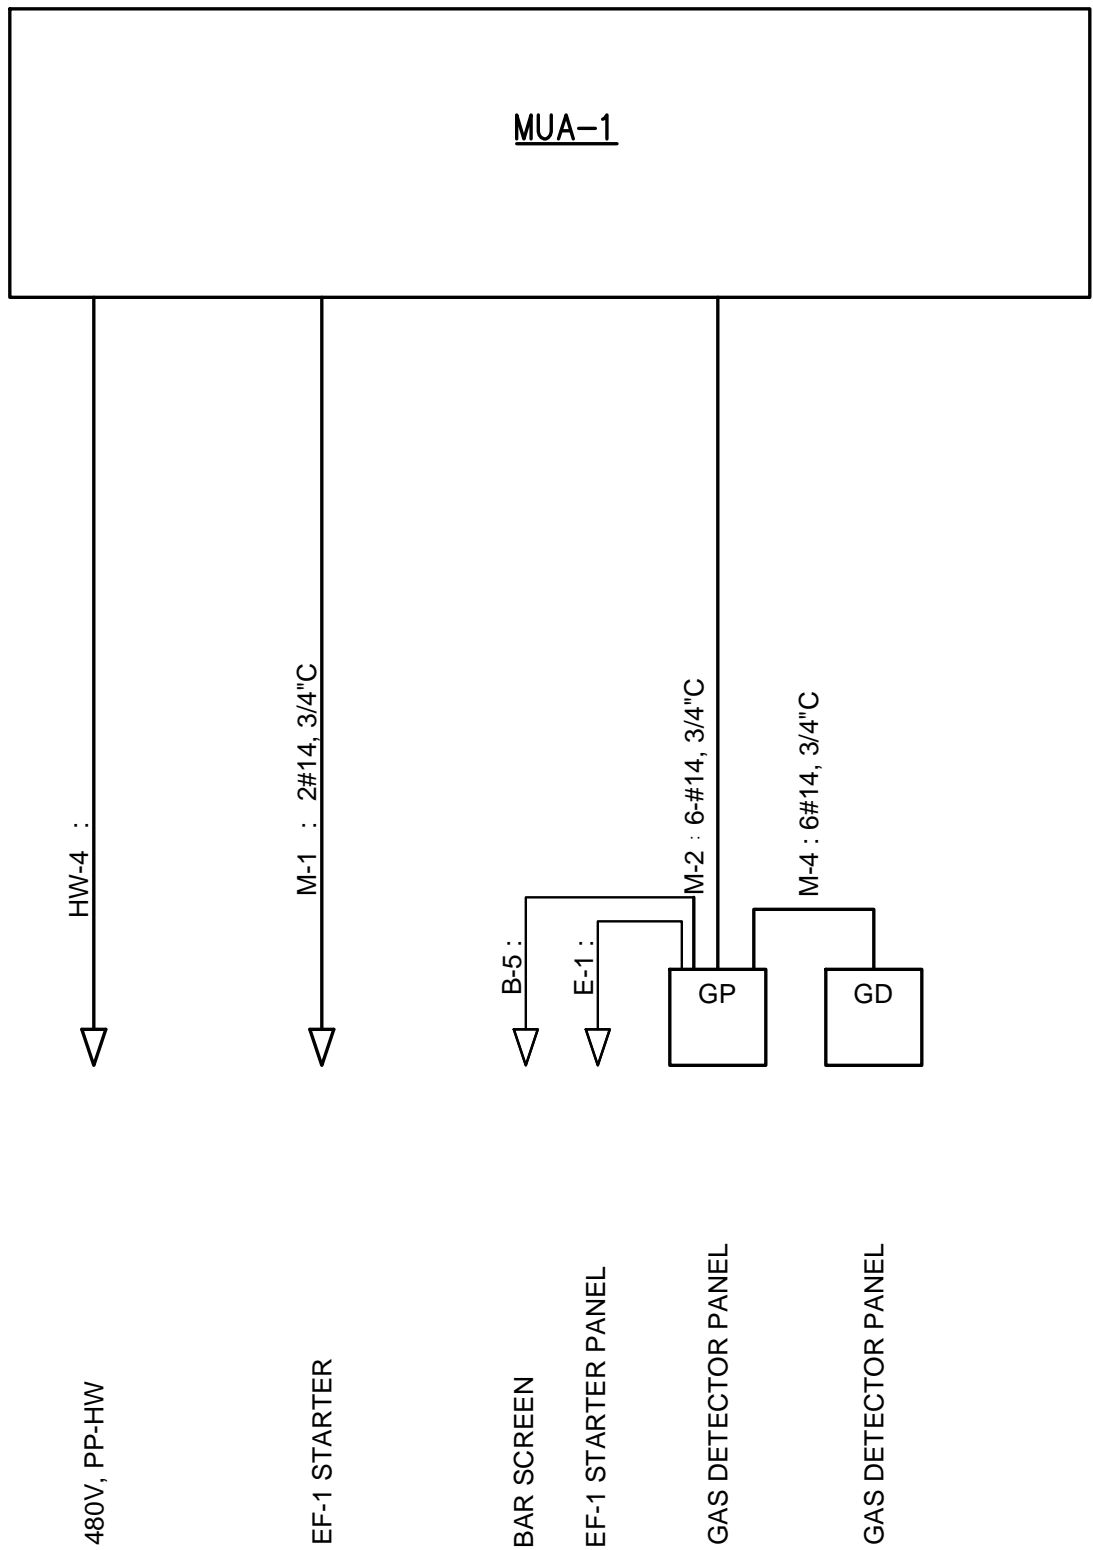 MUA-1
HW-4 :
M-1 : 2#14, 3/4"C
B-5 :
E-1 :
M-2 : 6-#14, 3/4"C
M-4 : 6#14, 3/4"C
GP
GD
480V, PP-HW
EF-1 STARTER
BAR SCREEN
EF-1 STARTER PANEL
GAS DETECTOR PANEL
GAS DETECTOR PANEL